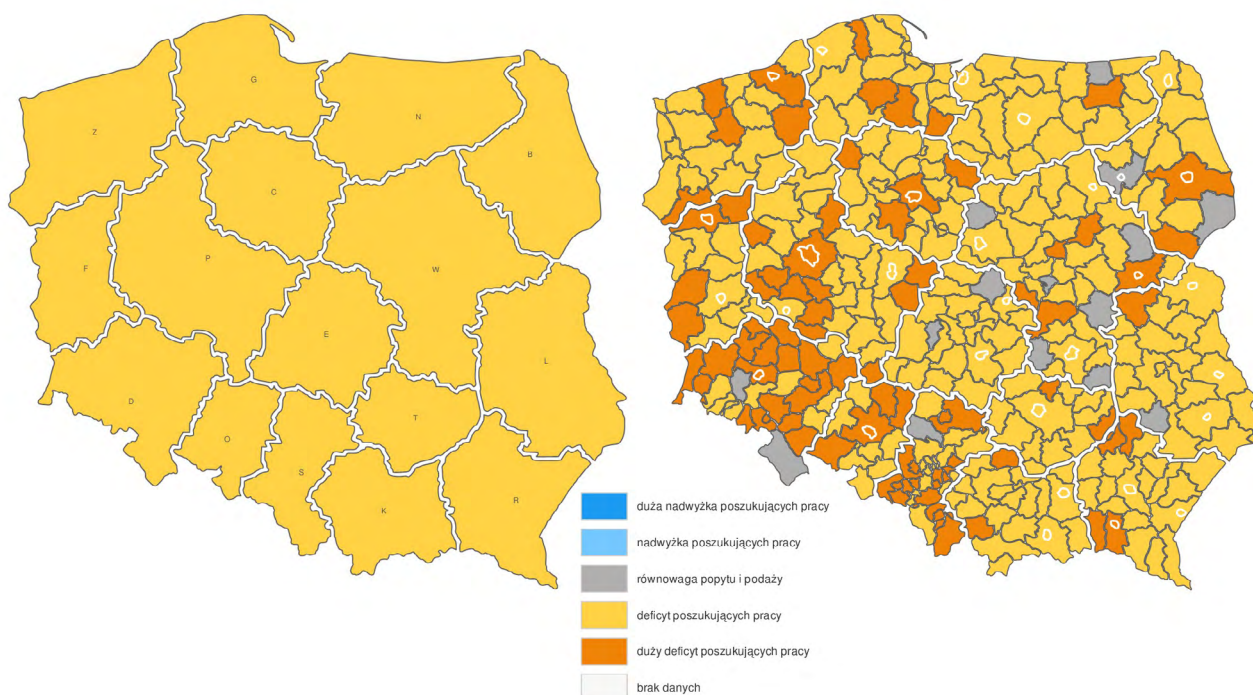 G
Z
N
B
C
P
F
W
E
L
D
T
O
S
R
K
duża nadwyżka poszukujących pracy
nadwyżka poszukujących pracy
równowaga popytu i podaży
deficyt poszukujących pracy
duży deficyt poszukujących pracy
brak danych